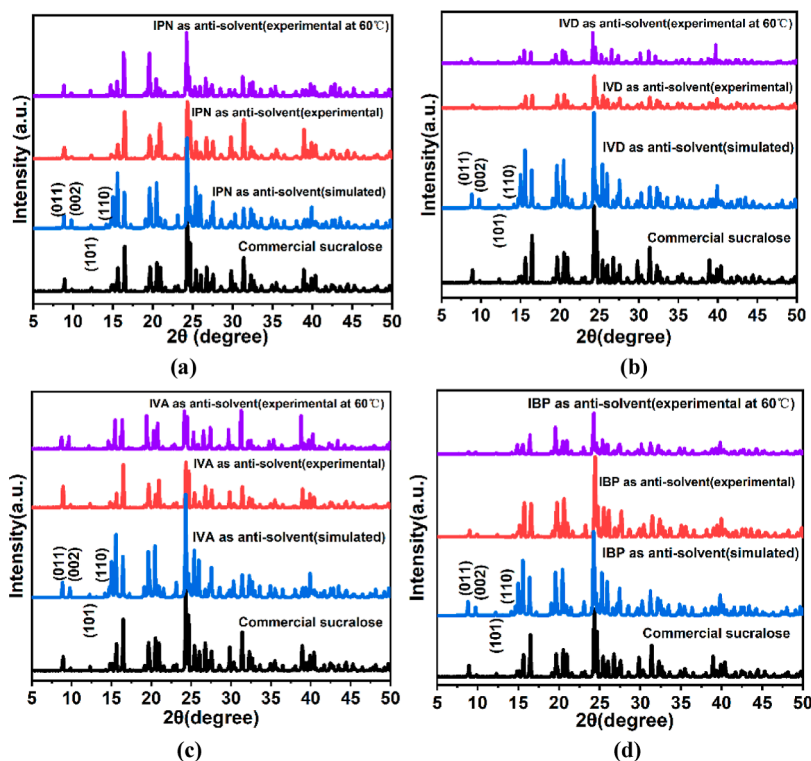 IPN as anti-solvent(experimental at 60℃)
IPN as anti-solvent(experimental)
IPN as anti-solvent(simulated)
(011)
(002)
(110)
(101)
Commercial sucralose
Intensity(a.u.)
5 10 15 20 25 30 35 40 45 50
2θ(degree)
(a)
IVD as anti-solvent(experimental at 60℃)
IVD as anti-solvent(experimental)
IVD as anti-solvent(simulated)
(011)
(002)
(110)
(101)
Commercial sucralose
Intensity(a.u.)
5 10 15 20 25 30 35 40 45 50
2θ(degree)
(b)
IVA as anti-solvent(experimental at 60℃)
IVA as anti-solvent(experimental)
IVA as anti-solvent(simulated)
(011)
(002)
(110)
(101)
Commercial sucralose
Intensity(a.u.)
5 10 15 20 25 30 35 40 45 50
2θ(degree)
(c)
IBP as anti-solvent(experimental at 60℃)
IBP as anti-solvent(experimental)
IBP as anti-solvent(simulated)
(011)
(002)
(110)
(101)
Commercial sucralose
Intensity(a.u.)
5 10 15 20 25 30 35 40 45 50
2θ(degree)
(d)